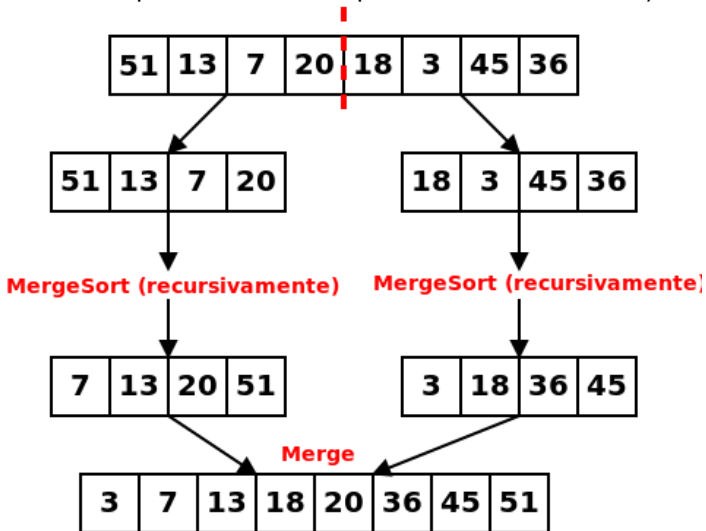 51 13 7 20 18 3 45 36
51 13 7 20 18 3 45 36
MergeSort (recursivamente) MergeSort (recursivamente)
7 13 20 51 3 18 36 45
Merge
3 7 13 18 20 36 45 51